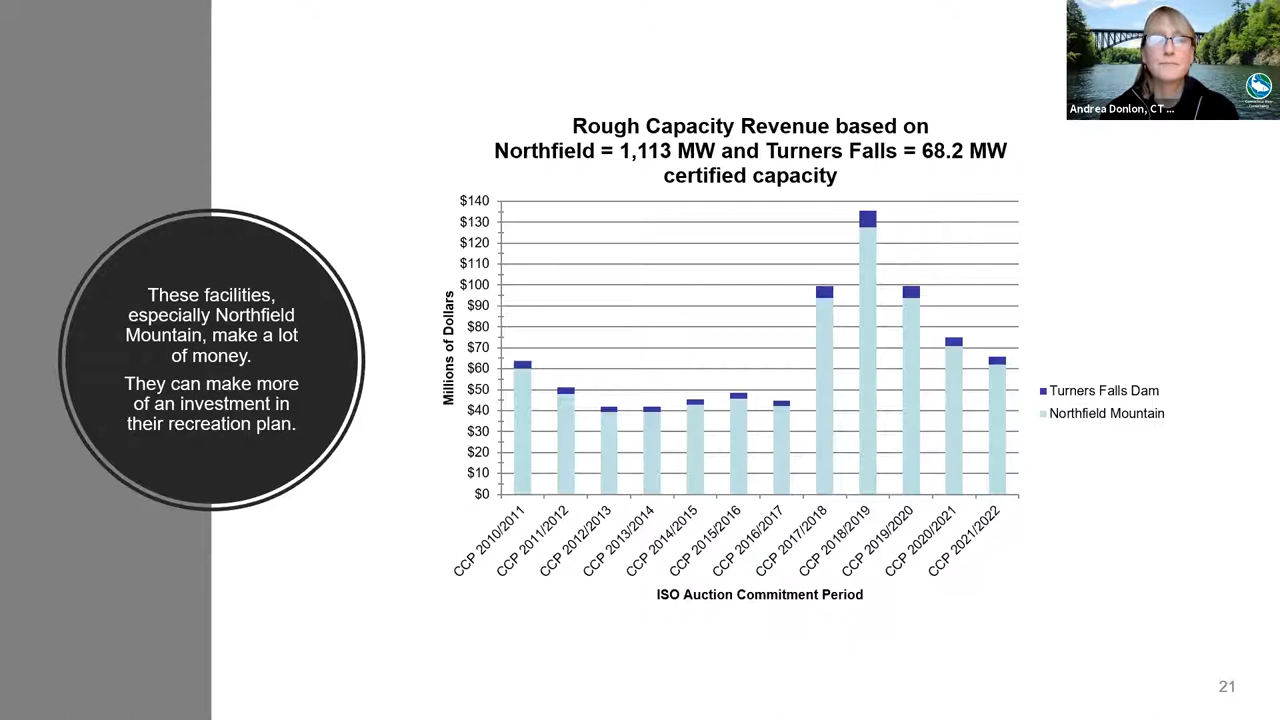 Andrea Donlon, CT ...
Rough Capacity Revenue based on
Northfield = 1,113 MW and Turners Falls = 68.2 MW
certified capacity
These facilities,
especially Northfield
Mountain, make a lot
of money.
They can make more
of an investment in
their recreation plan.
Millions of Dollars
$140
$130
$120
$110
$100
$90
$80
$70
$60
$50
$40
$30
$20
$10
$0
CCP 2010/2011
CCP 2011/2012
CCP 2012/2013
CCP 2013/2014
CCP 2014/2015
CCP 2015/2016
CCP 2016/2017
CCP 2017/2018
CCP 2018/2019
CCP 2019/2020
CCP 2020/2021
CCP 2021/2022
ISO Auction Commitment Period
Turners Falls Dam
Northfield Mountain
21